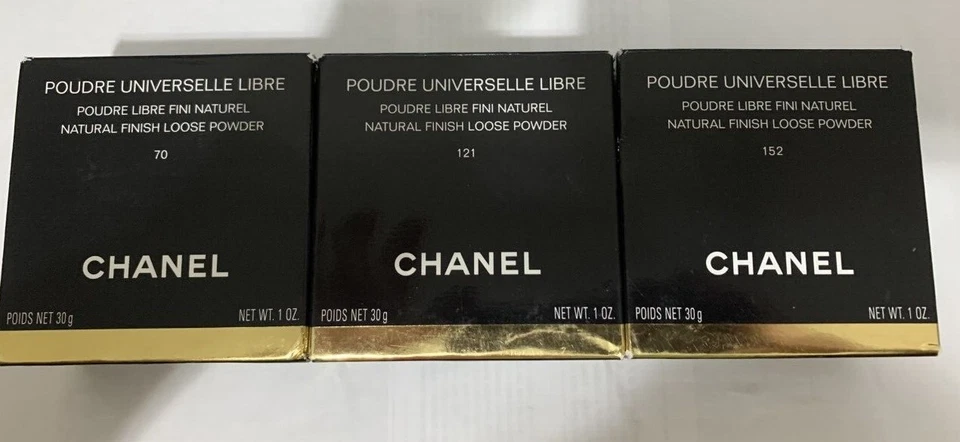 POUDRE UNIVERSELLE LIBRE
POUDRE LIBRE FINI NATUREL
NATURAL FINISH LOOSE POWDER
70
CHANEL
POIDS NET 30 g NET WT. 1 OZ.
POUDRE UNIVERSELLE LIBRE
POUDRE LIBRE FINI NATUREL
NATURAL FINISH LOOSE POWDER
121
CHANEL
POIDS NET 30 g NET WT. 1 OZ.
POUDRE UNIVERSELLE LIBRE
POUDRE LIBRE FINI NATUREL
NATURAL FINISH LOOSE POWDER
152
CHANEL
POIDS NET 30 g NET WT. 1 OZ.